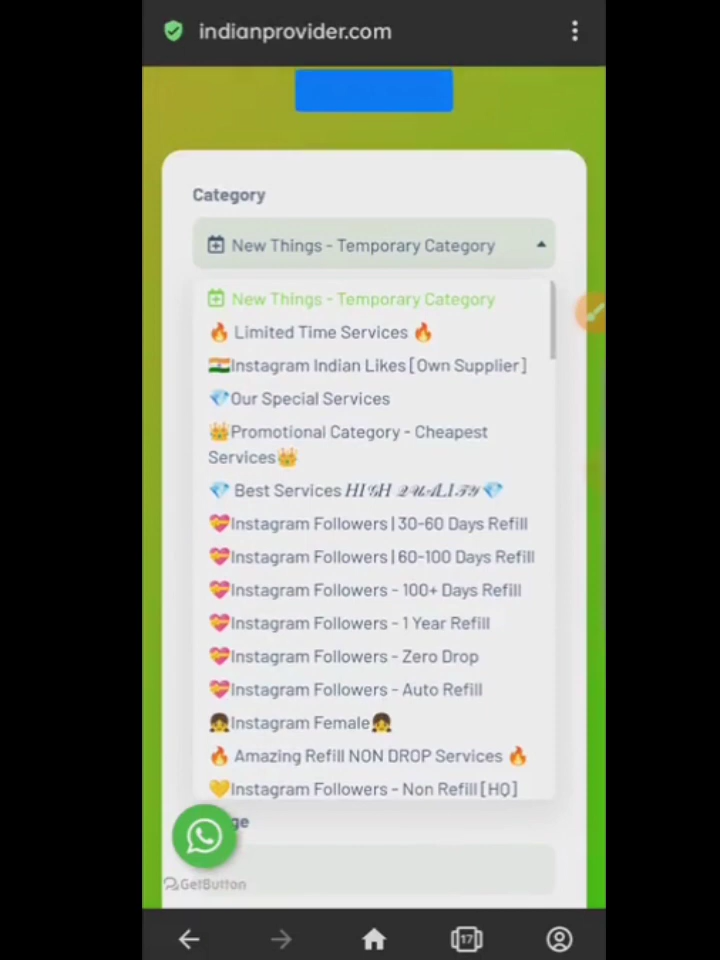 indianprovider.com
Category
New Things - Temporary Category
New Things - Temporary Category
🔥 Limited Time Services 🔥
🇮🇳Instagram Indian Likes [Own Supplier]
💎Our Special Services
👑Promotional Category - Cheapest
Services👑
💎 Best Services 𝐻𝐼𝒢𝐻 𝒬𝒰𝒜𝐿𝐼𝒯𝒴💎
💝Instagram Followers | 30-60 Days Refill
💝Instagram Followers | 60-100 Days Refill
💝Instagram Followers - 100+ Days Refill
💝Instagram Followers - 1 Year Refill
💝Instagram Followers - Zero Drop
💝Instagram Followers - Auto Refill
👧Instagram Female👧
🔥 Amazing Refill NON DROP Services 🔥
💛Instagram Followers - Non Refill [HQ]
GetButton
17